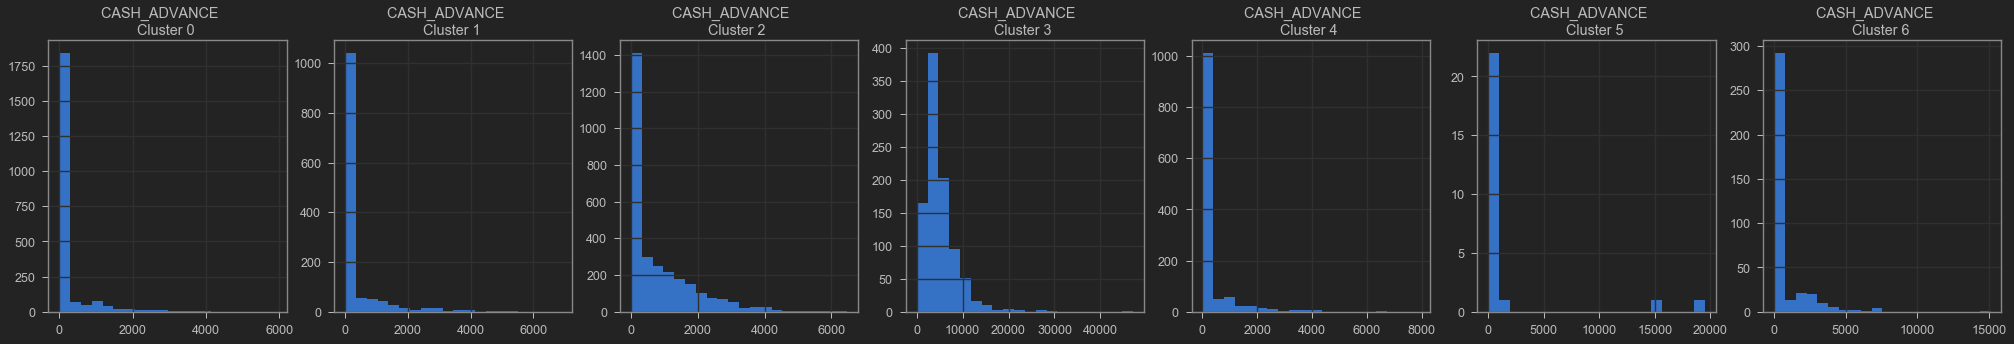 CASH_ADVANCE
Cluster 0
1750
1500
1250
1000
750
500
250
0
0 2000 4000 6000
CASH_ADVANCE
Cluster 1
1000
800
600
400
200
0
0 2000 4000 6000
CASH_ADVANCE
Cluster 2
1400
1200
1000
800
600
400
200
0
0 2000 4000 6000
CASH_ADVANCE
Cluster 3
400
350
300
250
200
150
100
50
0
0 10000 20000 30000 40000
CASH_ADVANCE
Cluster 4
1000
800
600
400
200
0
0 2000 4000 6000 8000
CASH_ADVANCE
Cluster 5
20
15
10
5
0
0 5000 10000 15000 20000
CASH_ADVANCE
Cluster 6
300
250
200
150
100
50
0
0 5000 10000 15000